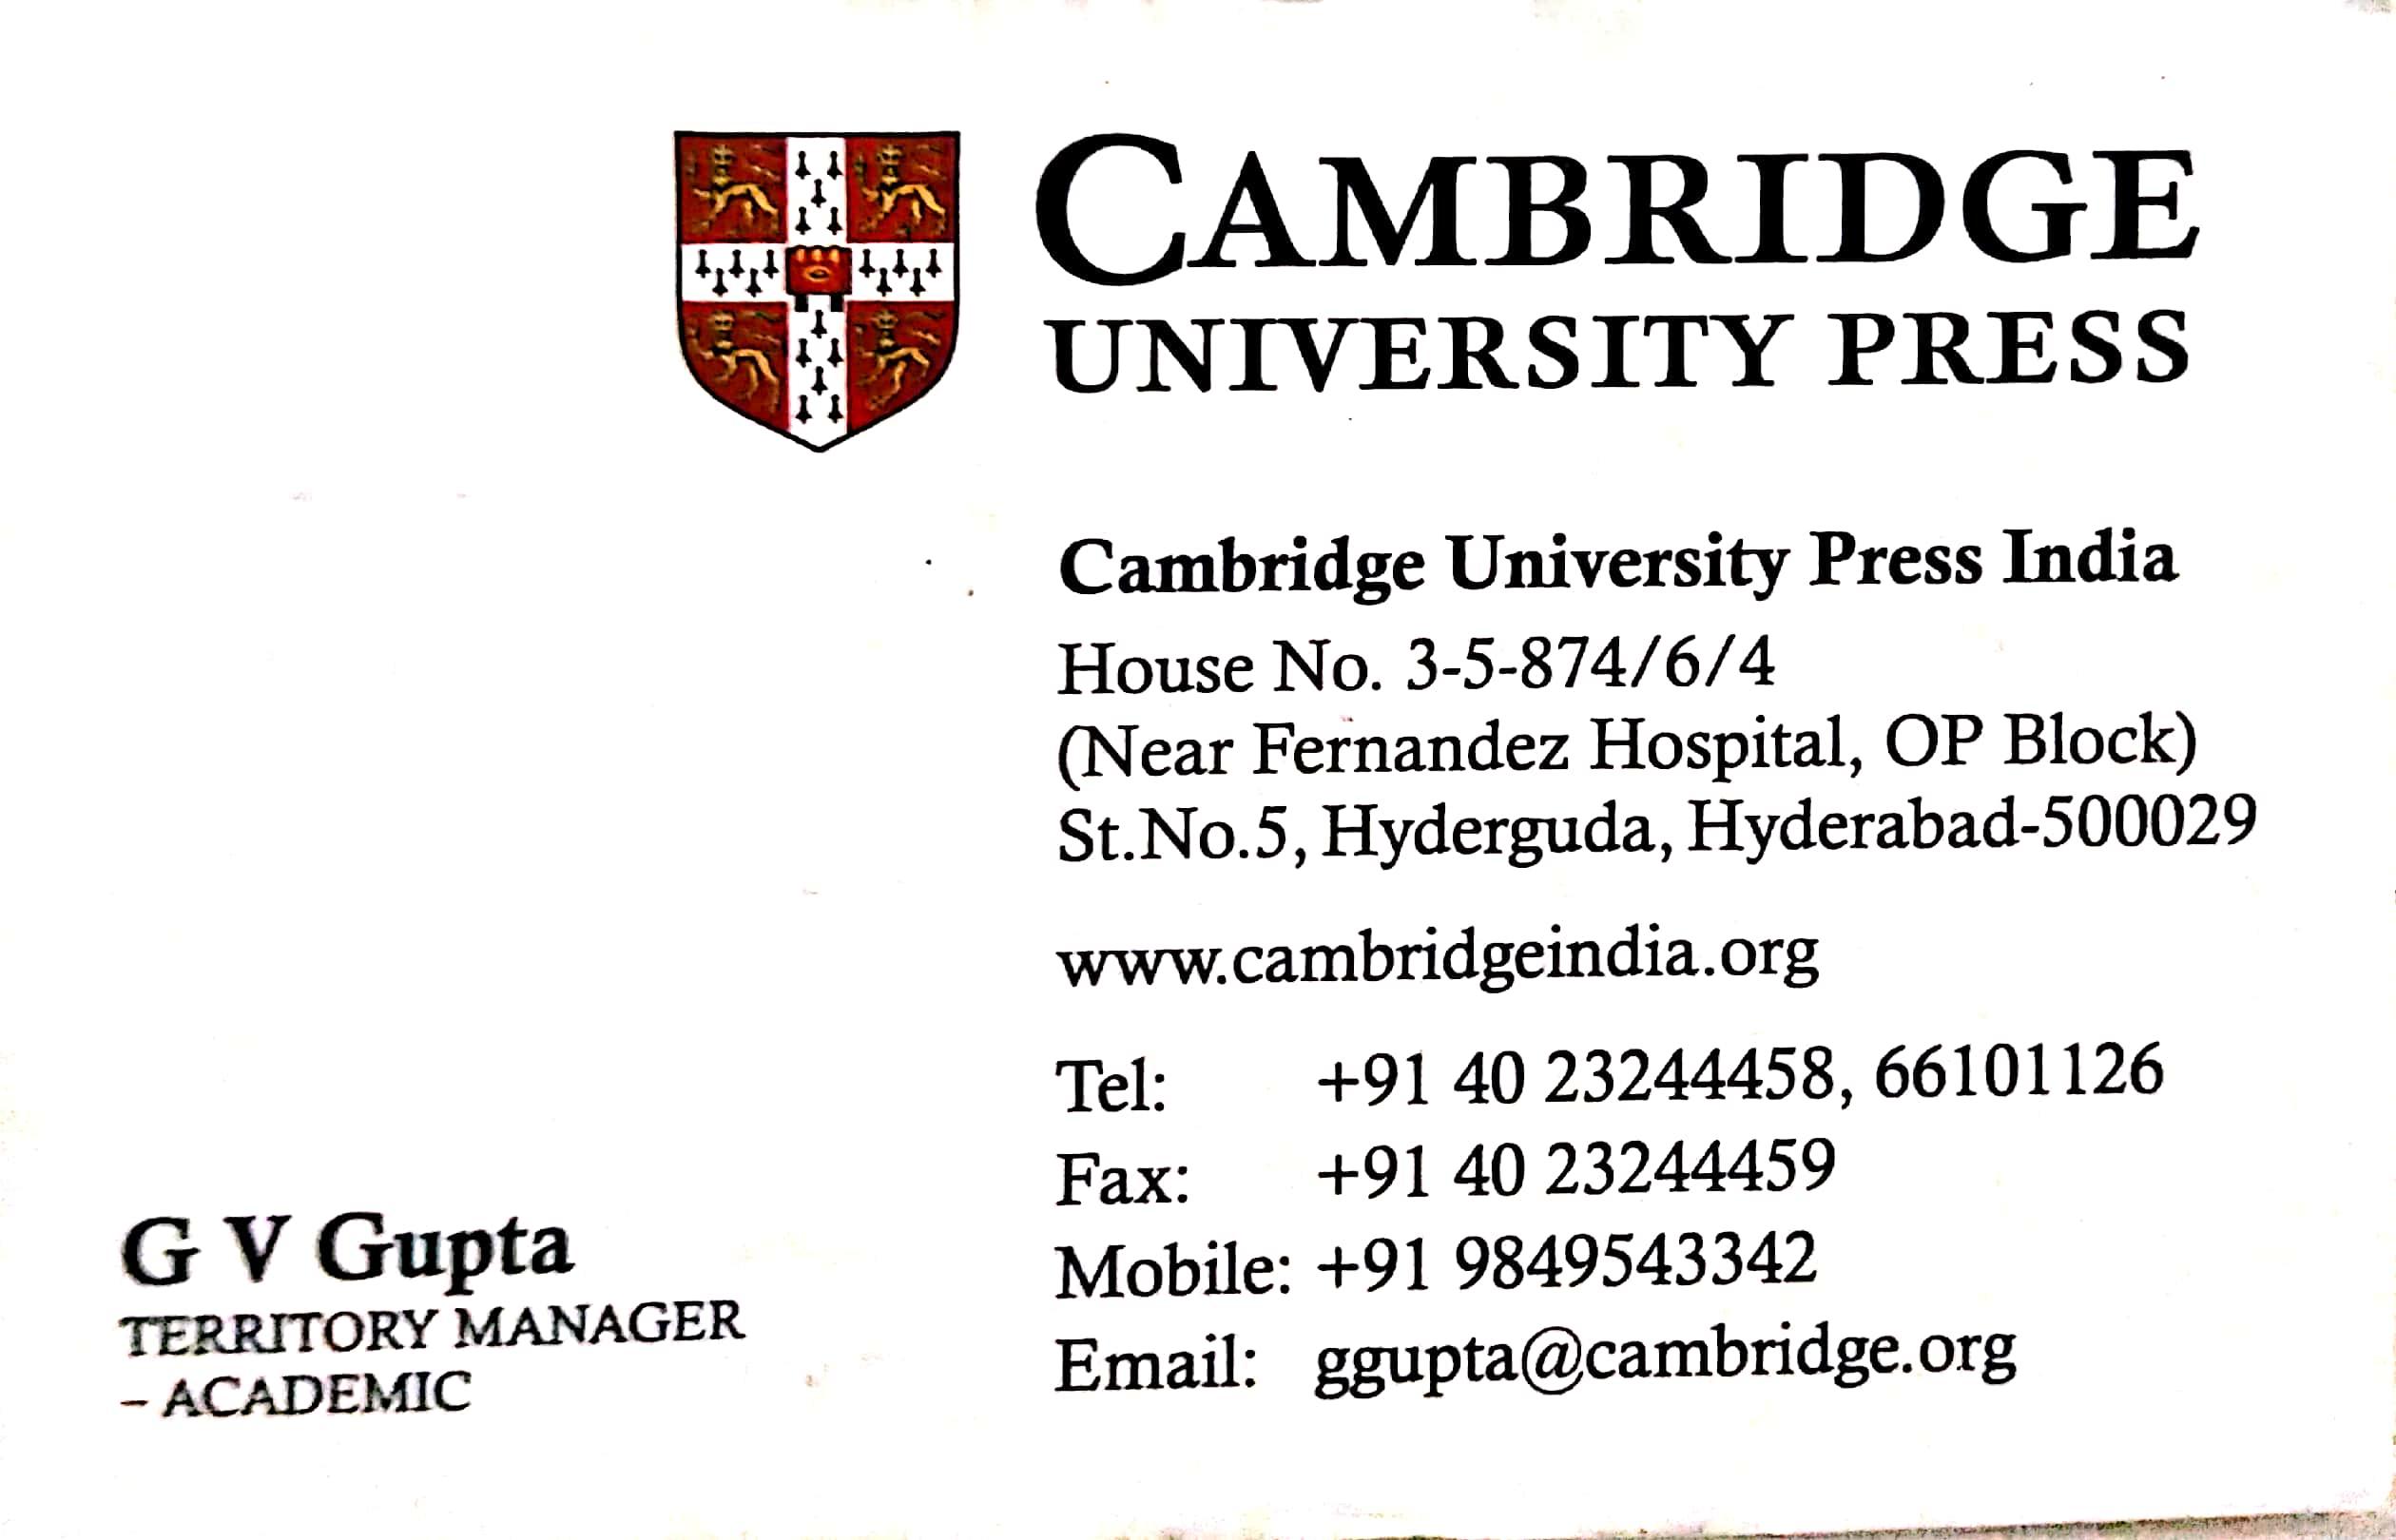 CAMBRIDGE
UNIVERSITY PRESS
Cambridge University Press India
House No. 3-5-874/6/4
(Near Fernandez Hospital, OP Block)
St.No.5, Hyderguda, Hyderabad-500029
www.cambridgeindia.org
Tel: +91 40 23244458, 66101126
Fax: +91 40 23244459
Mobile: +91 9849543342
Email: ggupta@cambridge.org
G V Gupta
TERRITORY MANAGER
– ACADEMIC